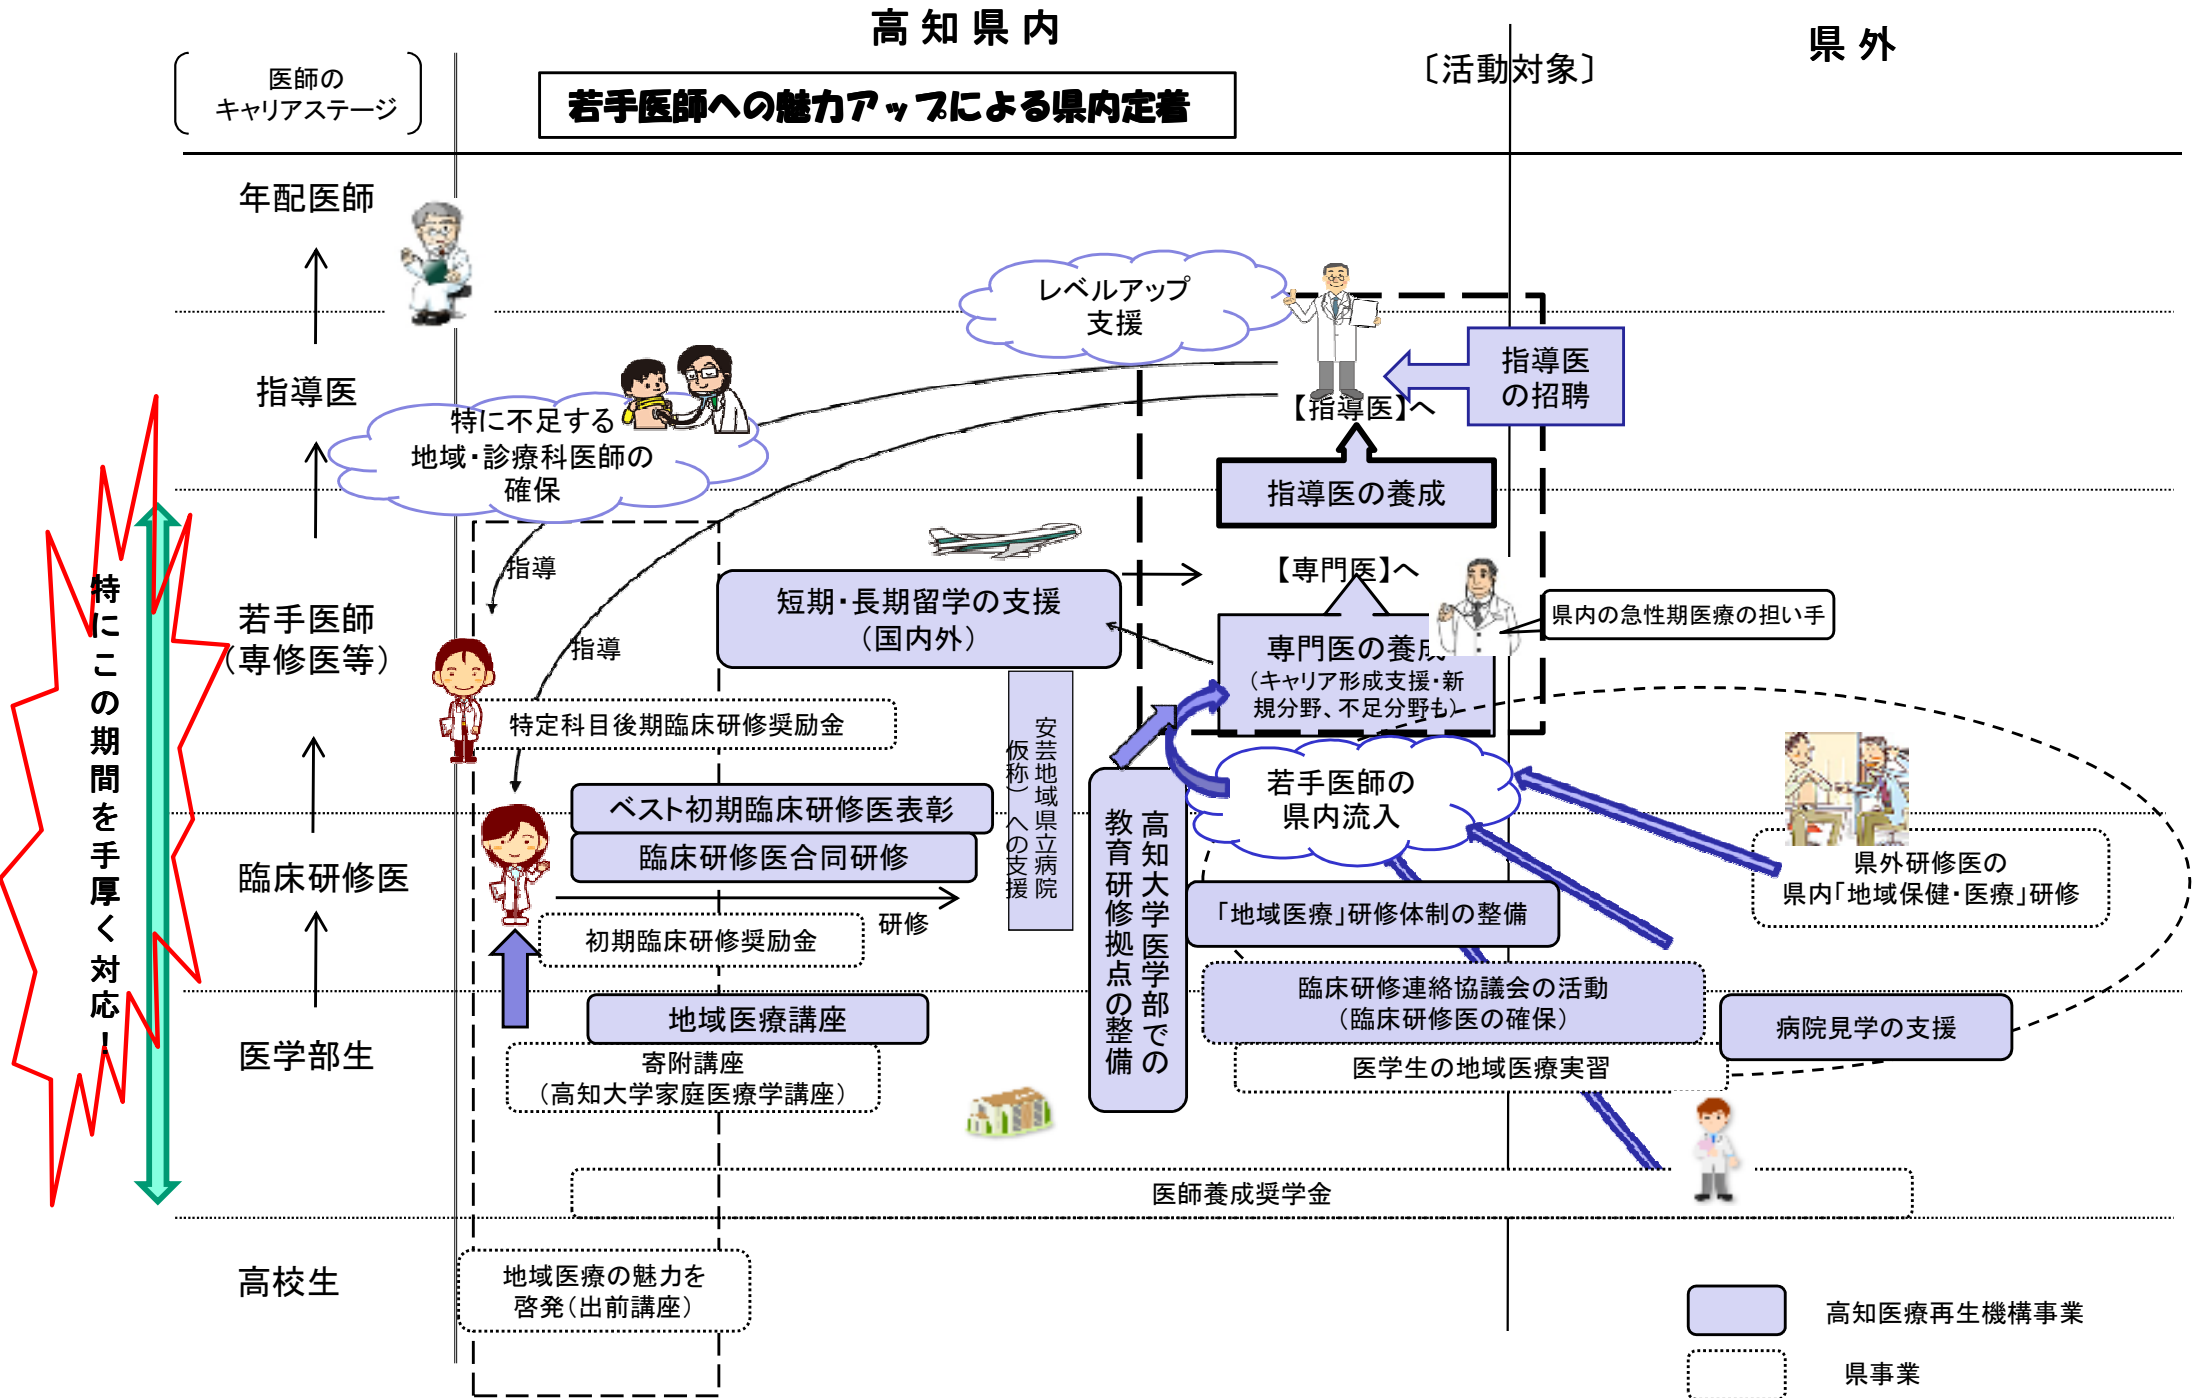 高知県内
県外
〔活動対象〕
医師の
キャリアステージ
若手医師への魅力アップによる県内定着
年配医師
指導医
若手医師
（専修医等）
臨床研修医
医学部生
高校生
特にこの期間を手厚く対応！
レベルアップ
支援
特に不足する
地域・診療科医師の
確保
指導医
の招聘
【指導医】へ
指導医の養成
指導
指導
短期・長期留学の支援
（国内外）
【専門医】へ
専門医の養成
（キャリア形成支援・新
規分野、不足分野も）
県内の急性期医療の担い手
特定科目後期臨床研修奨励金
安芸地域県立病院
仮称）への支援
若手医師の
県内流入
ベスト初期臨床研修医表彰
臨床研修医合同研修
研修
初期臨床研修奨励金
高知大学医学部での
教育研修拠点の整備
「地域医療」研修体制の整備
県外研修医の
県内「地域保健・医療」研修
臨床研修連絡協議会の活動
（臨床研修医の確保）
病院見学の支援
地域医療講座
寄附講座
（高知大学家庭医療学講座）
医学生の地域医療実習
医師養成奨学金
地域医療の魅力を
啓発（出前講座）
高知医療再生機構事業
県事業